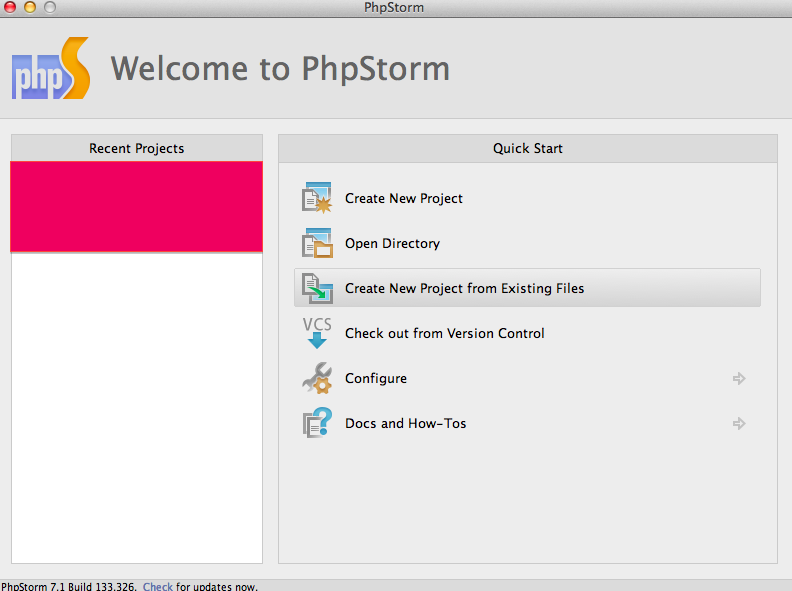 PhpStorm
php S
Welcome to PhpStorm
Recent Projects
Quick Start
Create New Project
Open Directory
Create New Project from Existing Files
VCS
Check out from Version Control
Configure
Docs and How-Tos
PhpStorm 7.1 Build 133.326. Check for updates now.